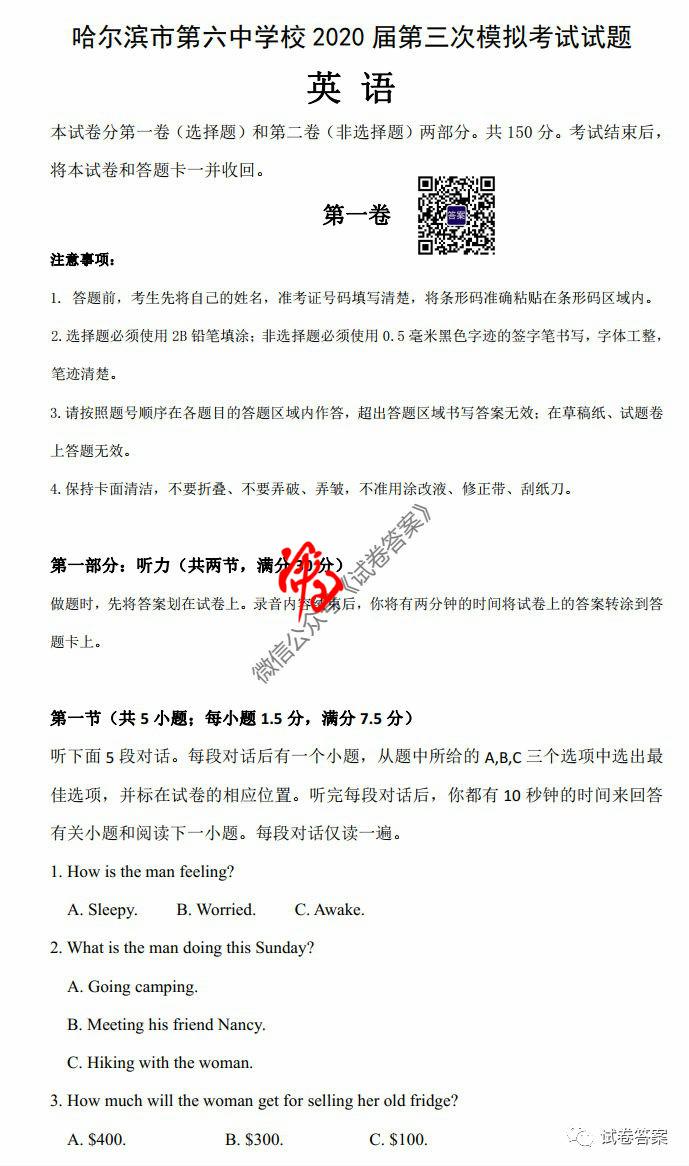 哈尔滨市第六中学校 2020 届第三次模拟考试试题
英 语
本试卷分第一卷（选择题）和第二卷（非选择题）两部分。共 150 分。考试结束后，
将本试卷和答题卡一并收回。
第一卷
答案
注意事项：
1. 答题前，考生先将自己的姓名，准考证号码填写清楚，将条形码准确粘贴在条形码区域内。
2.选择题必须使用 2B 铅笔填涂；非选择题必须使用 0.5 毫米黑色字迹的签字笔书写，字体工整，
笔迹清楚。
3.请按照题号顺序在各题目的答题区域内作答，超出答题区域书写答案无效；在草稿纸、试题卷
上答题无效。
4.保持卡面清洁，不要折叠、不要弄破、弄皱，不准用涂改液、修正带、刮纸刀。
第一部分：听力（共两节，满分 30 分）
做题时，先将答案划在试卷上。录音内容结束后，你将有两分钟的时间将试卷上的答案转涂到答
题卡上。
微信公众号《试卷答案》
第一节（共 5 小题；每小题 1.5 分，满分 7.5 分）
听下面 5 段对话。每段对话后有一个小题，从题中所给的 A,B,C 三个选项中选出最
佳选项，并标在试卷的相应位置。听完每段对话后，你都有 10 秒钟的时间来回答
有关小题和阅读下一小题。每段对话仅读一遍。
1. How is the man feeling?
A. Sleepy. B. Worried. C. Awake.
2. What is the man doing this Sunday?
A. Going camping.
B. Meeting his friend Nancy.
C. Hiking with the woman.
3. How much will the woman get for selling her old fridge?
A. $400. B. $300. C. $100.
试卷答案